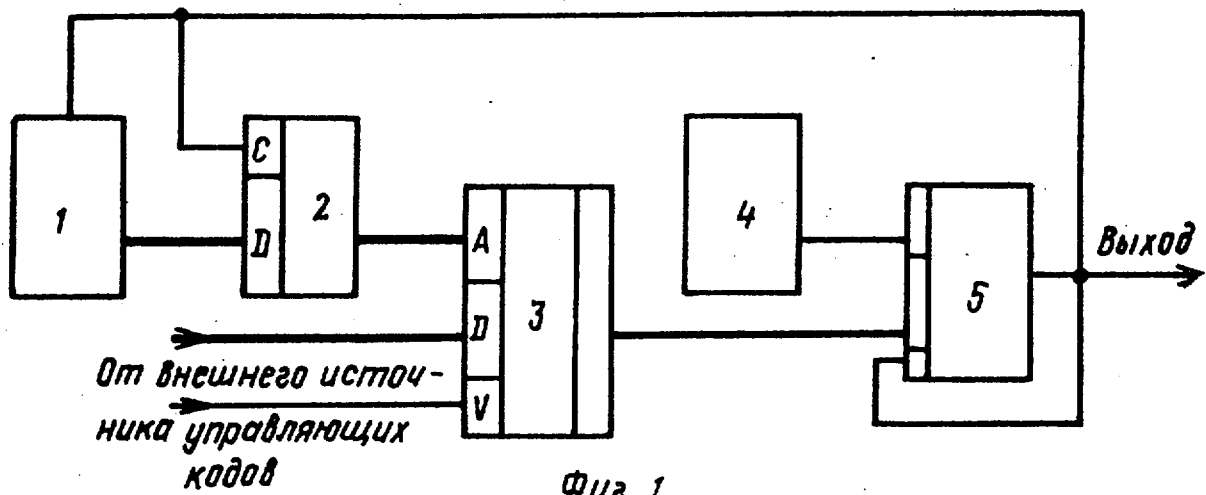 1
C
D
2
A
D
V
3
4
5
Выход
От внешнего источ-
ника управляющих
кодов
Фиг. 1